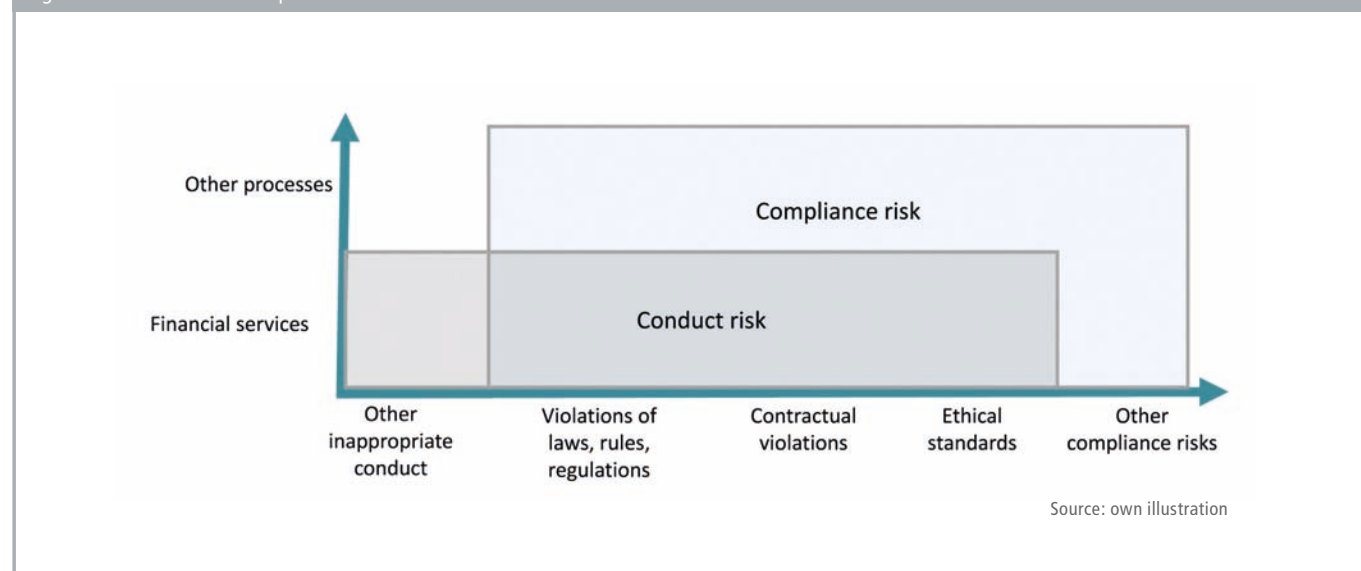 Other processes
Compliance risk
Financial services
Conduct risk
Other
inappropriate
conduct
Violations of
laws, rules,
regulations
Contractual
violations
Ethical
standards
Other
compliance risks
Source: own illustration